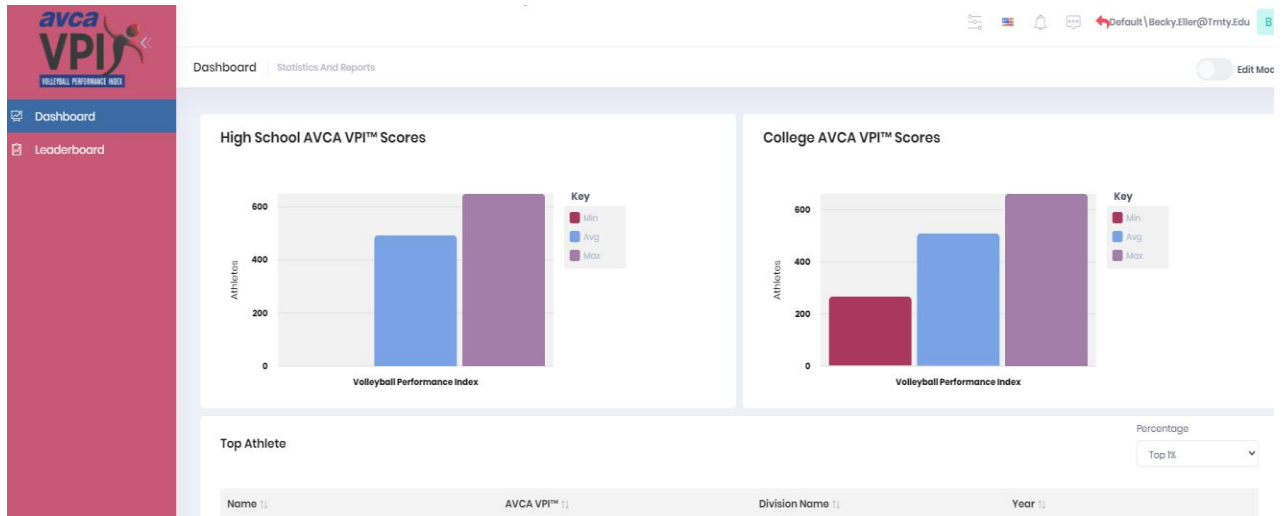 avca
VPI
VOLLEYBALL PERFORMANCE INDEX
Default\Becky.Eller@Trnty.Edu B
Dashboard Statistics And Reports
Edit Mod
Dashboard
Leaderboard
High School AVCA VPI™ Scores
600
400
200
0
Athletes
Volleyball Performance Index
Key
Min
Avg
Max
College AVCA VPI™ Scores
600
400
200
0
Athletes
Volleyball Performance Index
Key
Min
Avg
Max
Top Athlete
Percentage
Top 1%
Name AVCA VPI™ Division Name Year